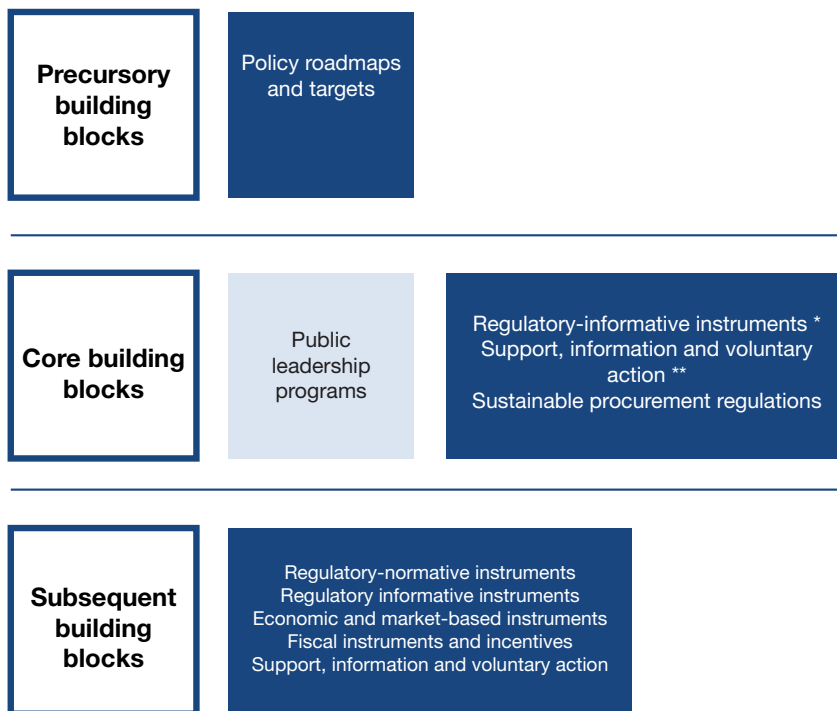 Precursory
building
blocks
Policy roadmaps
and targets
Core building
blocks
Public
leadership
programs
Regulatory-informative instruments *
Support, information and voluntary
action **
Sustainable procurement regulations
Subsequent
building
blocks
Regulatory-normative instruments
Regulatory informative instruments
Economic and market-based instruments
Fiscal instruments and incentives
Support, information and voluntary action